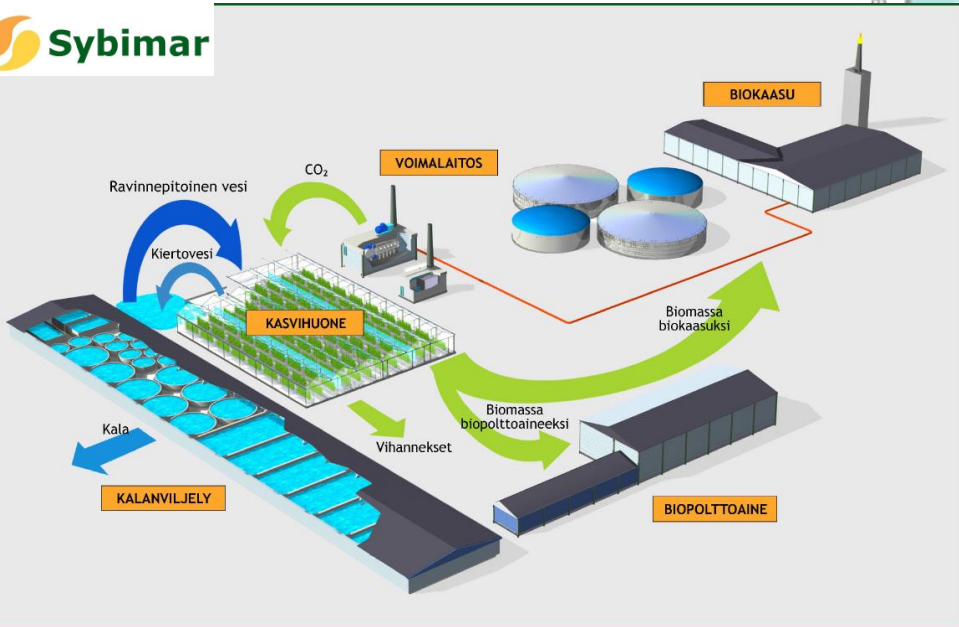 Sybimar
BIOKAASU
VOIMALAITOS
CO₂
Ravinnepitoinen vesi
Kiertovesi
KASVIHUONE
Biomassa
biokaasuksi
Biomassa
biopolttoaineeksi
Kala
Vihannekset
KALANVILJELY
BIOPOLTTOAINE